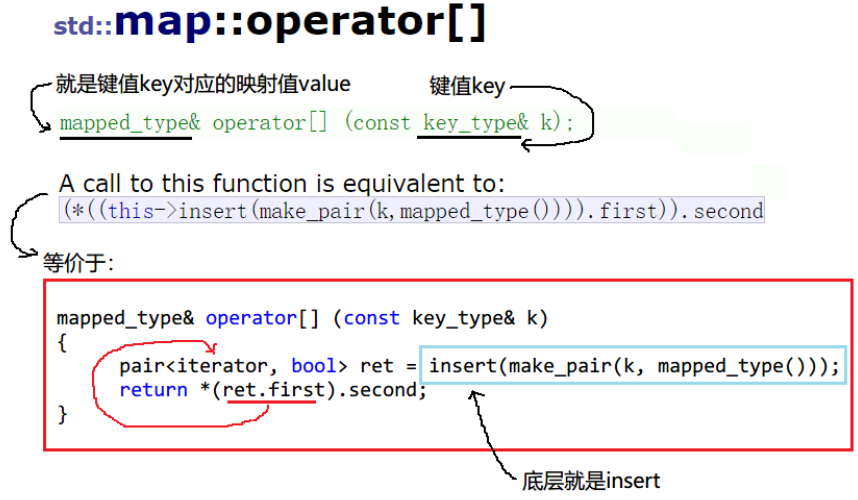 std::map::operator[]
就是键值key对应的映射值value 键值key
mapped_type& operator[] (const key_type& k);
A call to this function is equivalent to:
(*((this->insert(make_pair(k,mapped_type()))).first)).second
等价于:
mapped_type& operator[] (const key_type& k)
{
pair<iterator, bool> ret = insert(make_pair(k, mapped_type()));
return *(ret.first).second;
}
底层就是insert